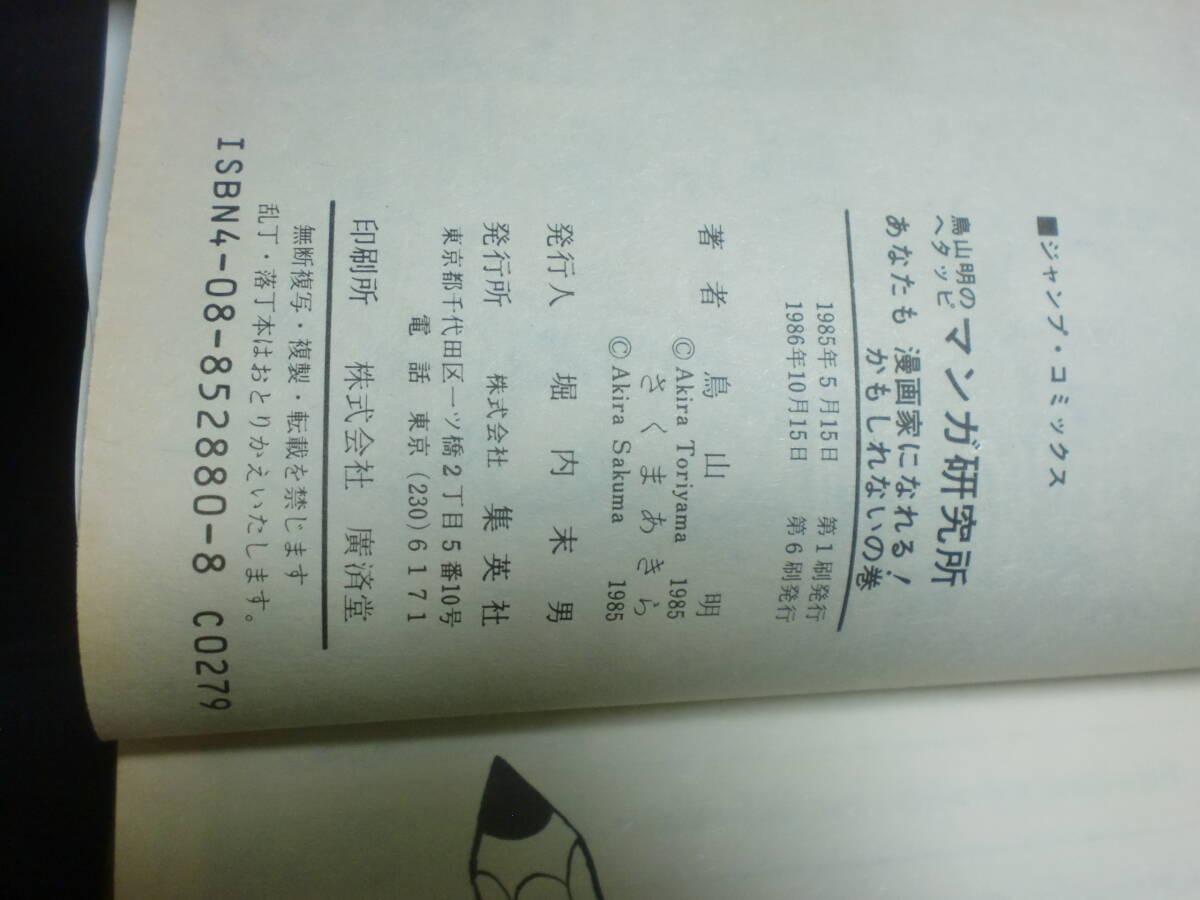 ■ジャンプ・コミックス
鳥山明の
ヘタッピ
マンガ研究所
あなたも 漫画家になれる!
かもしれないの巻
1985年5月15日 第1刷発行
1986年10月15日 第6刷発行
著者 鳥山明
©Akira Toriyama 1985
さくまあきら
©Akira Sakuma 1985
発行人 堀内末男
発行所 株式会社 集英社
東京都千代田区一ツ橋2丁目5番10号
電話 東京(230)6171
印刷所 株式会社 廣済堂
無断複写・複製・転載を禁じます
乱丁・落丁本はおとりかえいたします。
ISBN4-08-852880-8 C0279